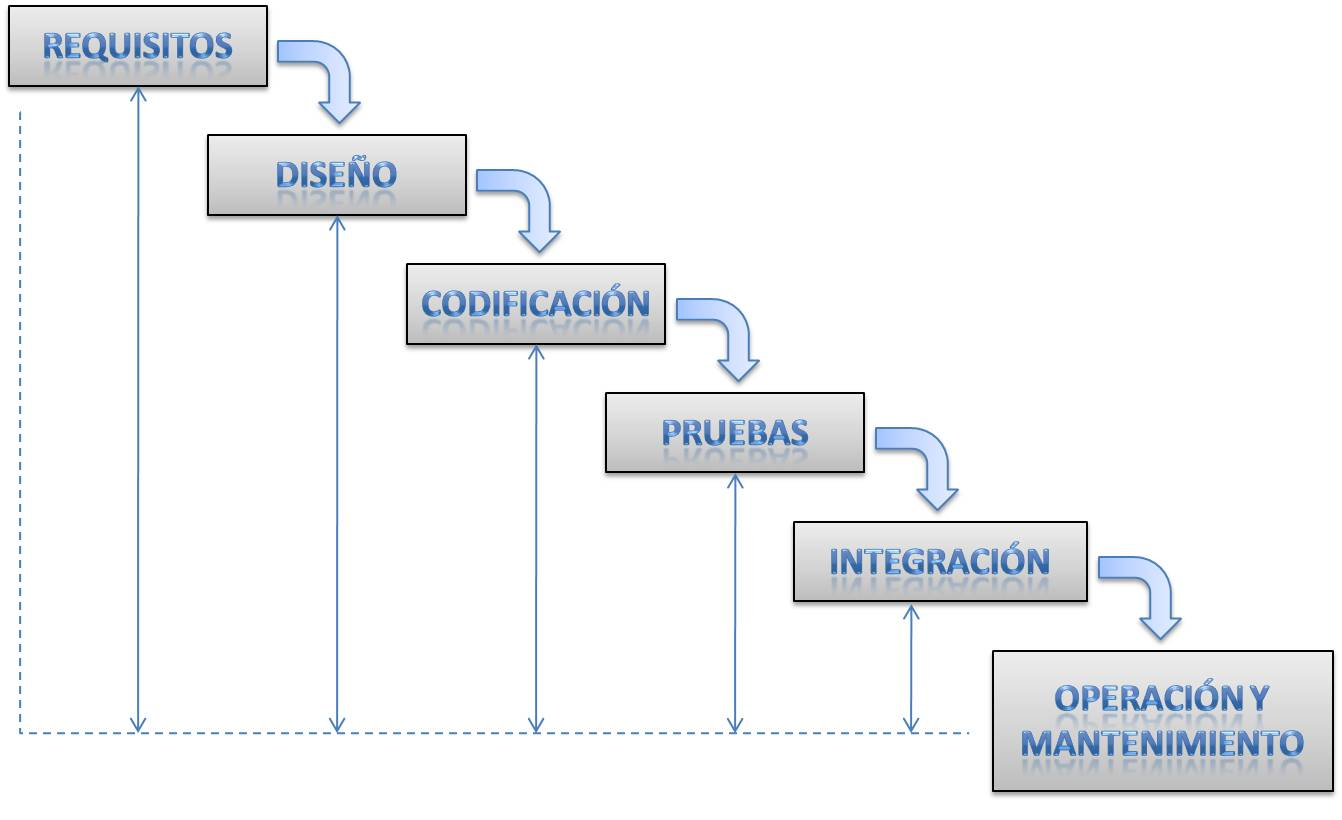 REQUISITOS
DISEÑO
CODIFICACIÓN
PRUEBAS
INTEGRACIÓN
OPERACIÓN Y
MANTENIMIENTO